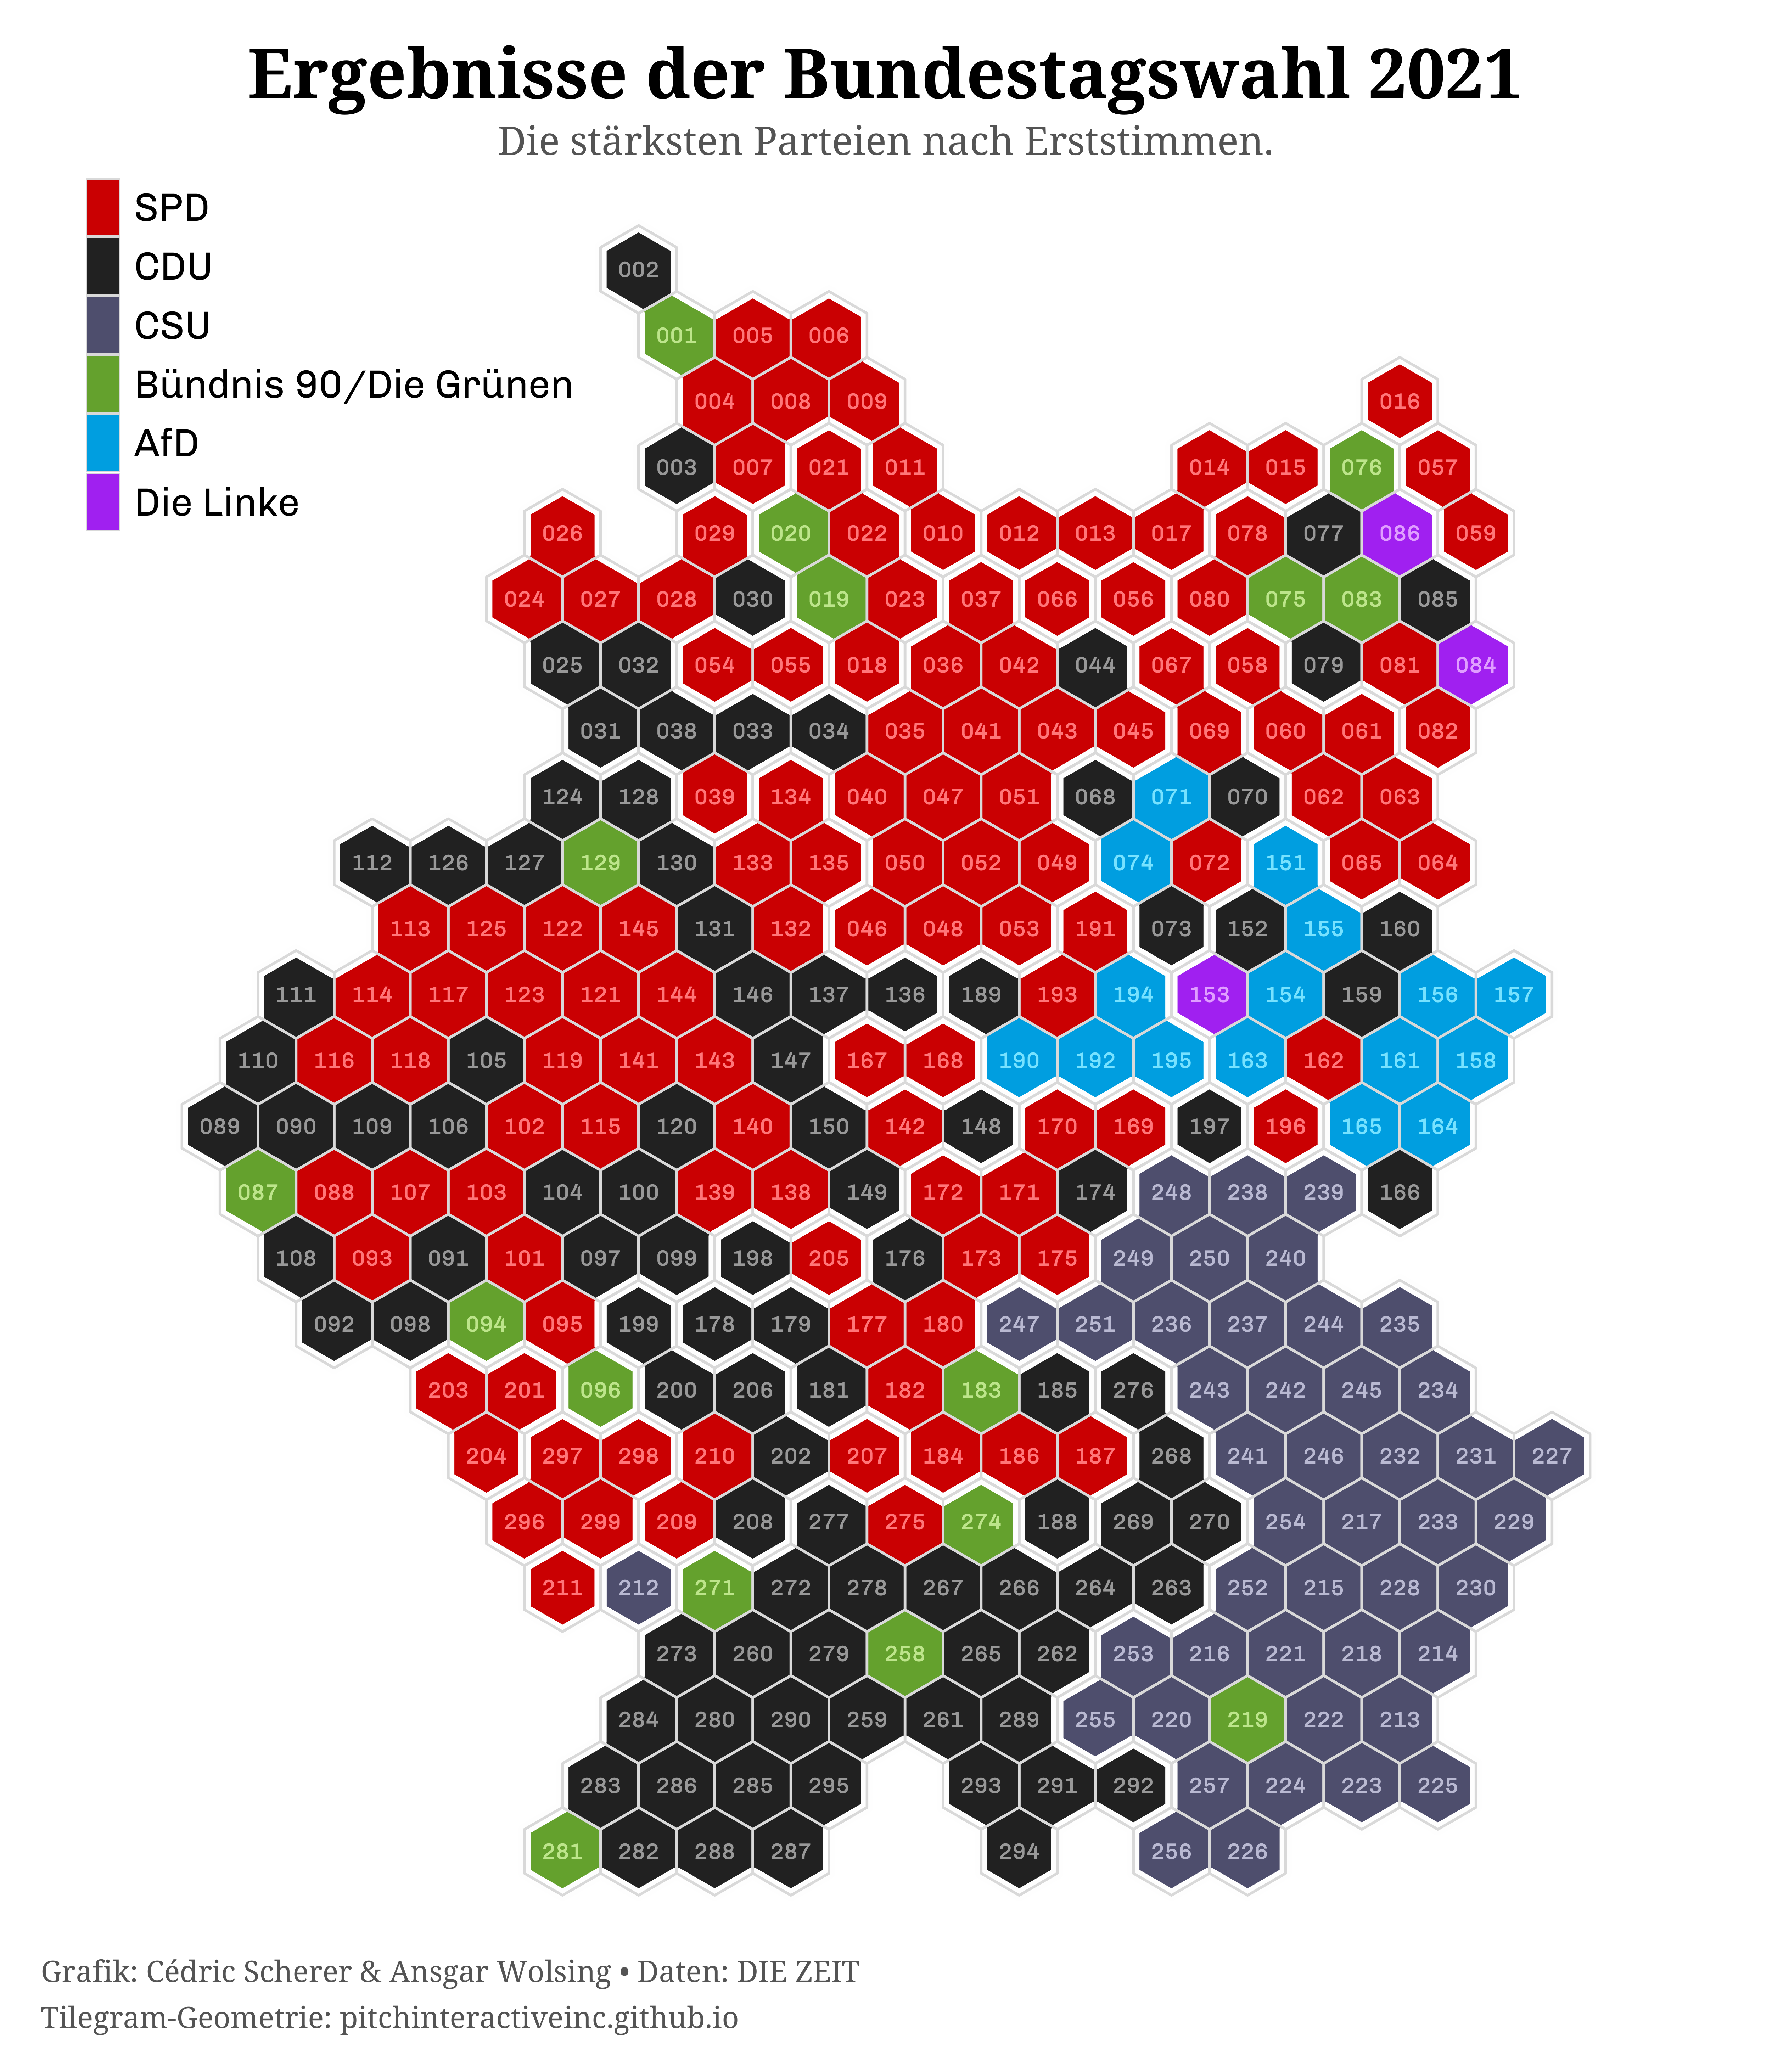 Ergebnisse der Bundestagswahl 2021
Die stärksten Parteien nach Erststimmen.
SPD
CDU
CSU
Bündnis 90/Die Grünen
AfD
Die Linke
002
001 005 006
004 008 009 016
003 007 021 011 014 015 076 057
026 029 020 022 010 012 013 017 078 077 086 059
024 027 028 030 019 023 037 066 056 080 075 083 085
025 032 054 055 018 036 042 044 067 058 079 081 084
031 038 033 034 035 041 043 045 069 060 061 082
124 128 039 134 040 047 051 068 071 070 062 063
112 126 127 129 130 133 135 050 052 049 074 072 151 065 064
113 125 122 145 131 132 046 048 053 191 073 152 155 160
111 114 117 123 121 144 146 137 136 189 193 194 153 154 159 156 157
110 116 118 105 119 141 143 147 167 168 190 192 195 163 162 161 158
089 090 109 106 102 115 120 140 150 142 148 170 169 197 196 165 164
087 088 107 103 104 100 139 138 149 172 171 174 248 238 239 166
108 093 091 101 097 099 198 205 176 173 175 249 250 240
092 098 094 095 199 178 179 177 180 247 251 236 237 244 235
203 201 096 200 206 181 182 183 185 276 243 242 245 234
204 297 298 210 202 207 184 186 187 268 241 246 232 231 227
296 299 209 208 277 275 274 188 269 270 254 217 233 229
211 212 271 272 278 267 266 264 263 252 215 228 230
273 260 279 258 265 262 253 216 221 218 214
284 280 290 259 261 289 255 220 219 222 213
283 286 285 295 293 291 292 257 224 223 225
281 282 288 287 294 256 226
Grafik: Cédric Scherer & Ansgar Wolsing • Daten: DIE ZEIT
Tilegram-Geometrie: pitchinteractiveinc.github.io